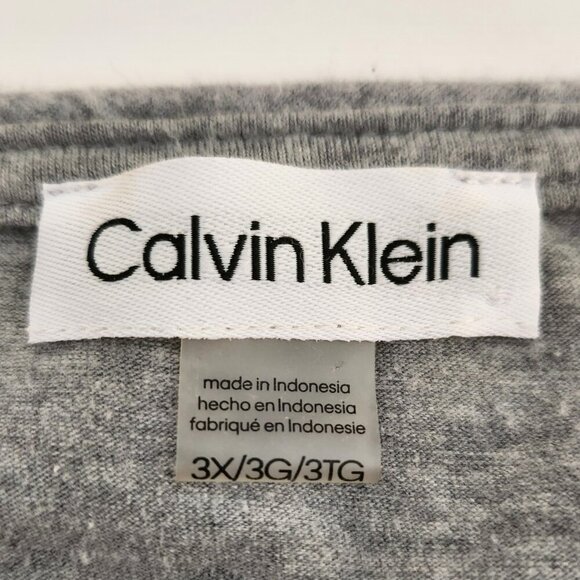 Calvin Klein
made in Indonesia
hecho en Indonesia
fabriqué en Indonesie
3X/3G/3TG